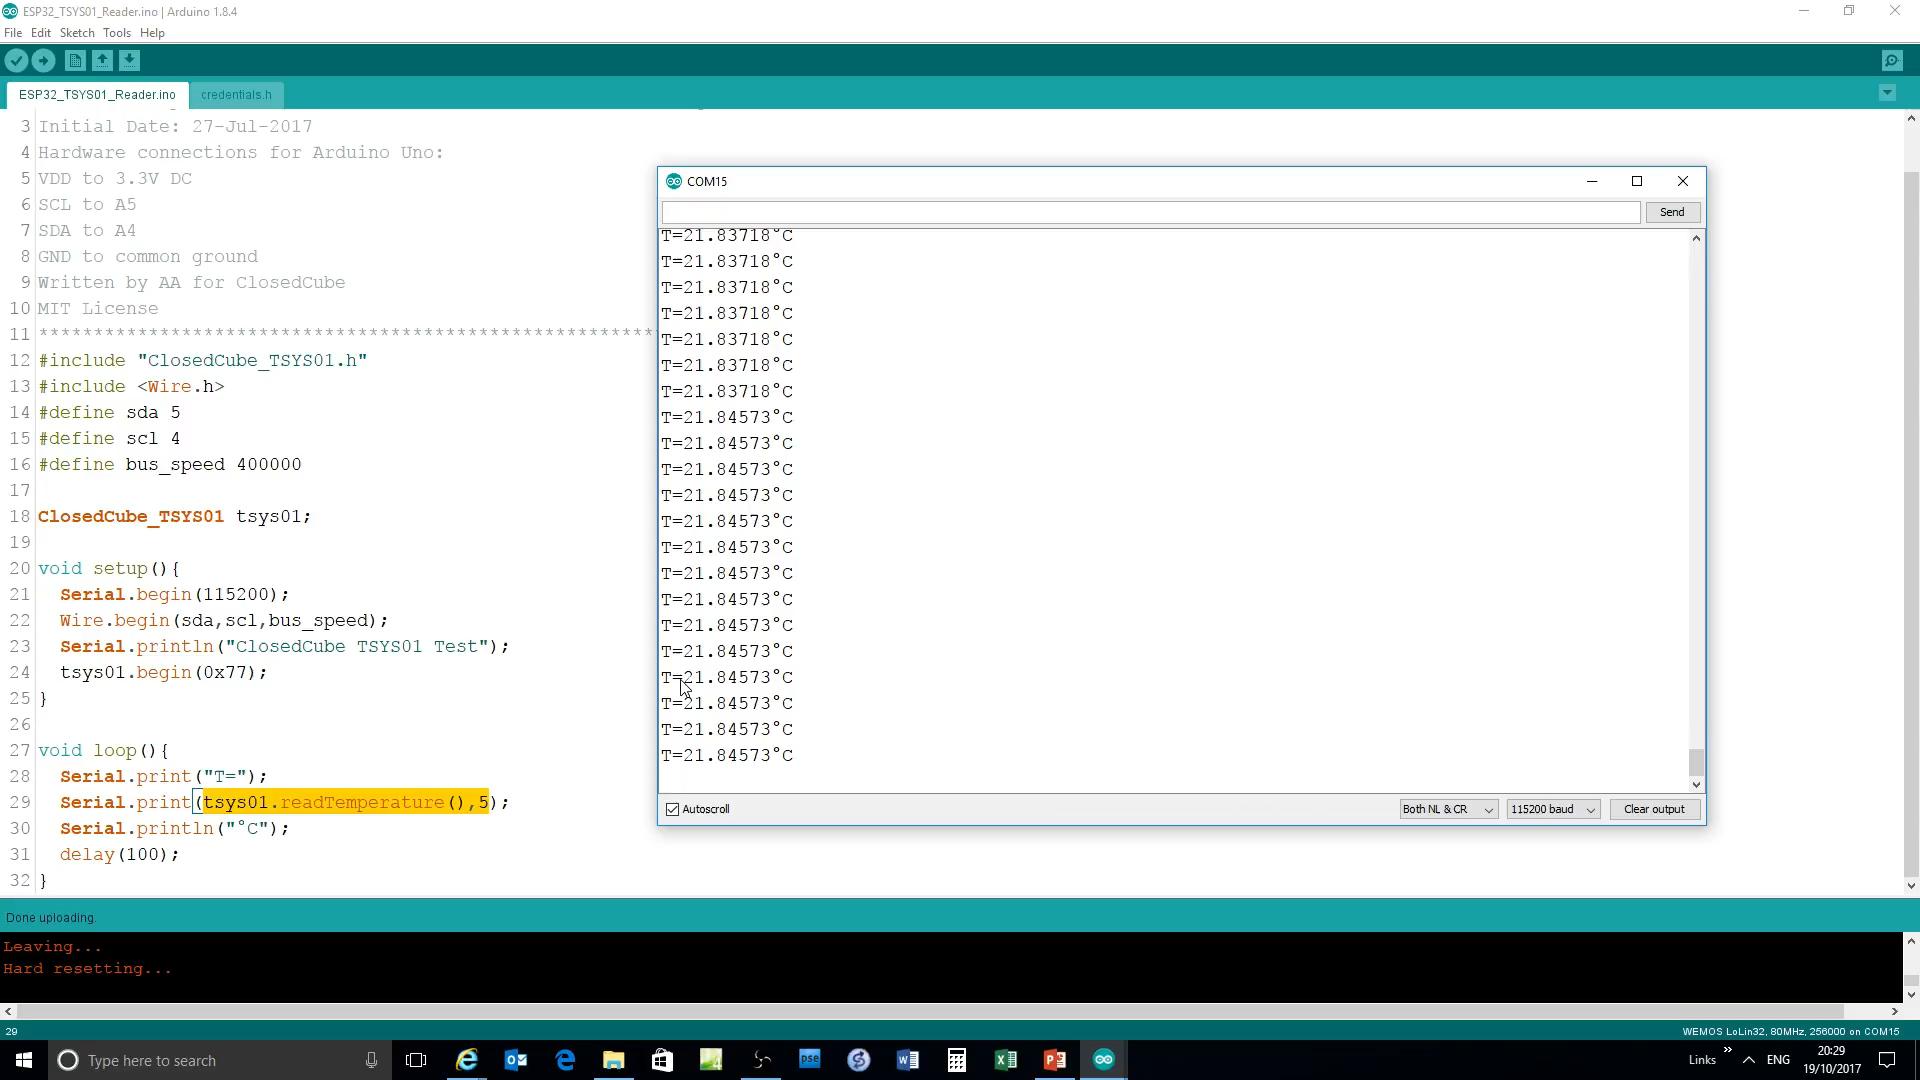 ESP32_TSYS01_Reader.ino | Arduino 1.8.4
File Edit Sketch Tools Help
ESP32_TSYS01_Reader.ino credentials.h
3 Initial Date: 27-Jul-2017
4 Hardware connections for Arduino Uno:
5 VDD to 3.3V DC
6 SCL to A5
7 SDA to A4
8 GND to common ground
9 Written by AA for ClosedCube
10 MIT License
11 ********************************************************
12 #include "ClosedCube_TSYS01.h"
13 #include <Wire.h>
14 #define sda 5
15 #define scl 4
16 #define bus_speed 400000
17
18 ClosedCube_TSYS01 tsys01;
19
20 void setup(){
21 Serial.begin(115200);
22 Wire.begin(sda,scl,bus_speed);
23 Serial.println("ClosedCube TSYS01 Test");
24 tsys01.begin(0x77);
25 }
26
27 void loop(){
28 Serial.print("T=");
29 Serial.print(tsys01.readTemperature(),5);
30 Serial.println("°C");
31 delay(100);
32 }
COM15
Send
T=21.83718°C
T=21.83718°C
T=21.83718°C
T=21.83718°C
T=21.83718°C
T=21.83718°C
T=21.83718°C
T=21.84573°C
T=21.84573°C
T=21.84573°C
T=21.84573°C
T=21.84573°C
T=21.84573°C
T=21.84573°C
T=21.84573°C
T=21.84573°C
T=21.84573°C
T=21.84573°C
T=21.84573°C
T=21.84573°C
T=21.84573°C
Autoscroll Both NL & CR 115200 baud Clear output
Done uploading.
Leaving...
Hard resetting...
29 WEMOS LoLin32, 80MHz, 256000 on COM15
Type here to search pse Links ENG 20:29
19/10/2017